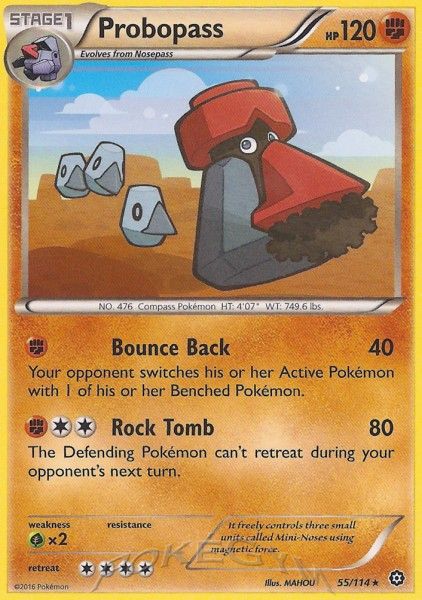 STAGE1
Probopass
HP120
Evolves from Nosepass
NO. 476 Compass Pokémon HT: 4'07" WT: 749.6 lbs.
Bounce Back 40
Your opponent switches his or her Active Pokémon
with 1 of his or her Benched Pokémon.
Rock Tomb 80
The Defending Pokémon can't retreat during your
opponent's next turn.
weakness resistance
×2
It freely controls three small
units called Mini-Noses using
magnetic force.
retreat
©2016 Pokémon
Illus. MAHOU 55/114 ★